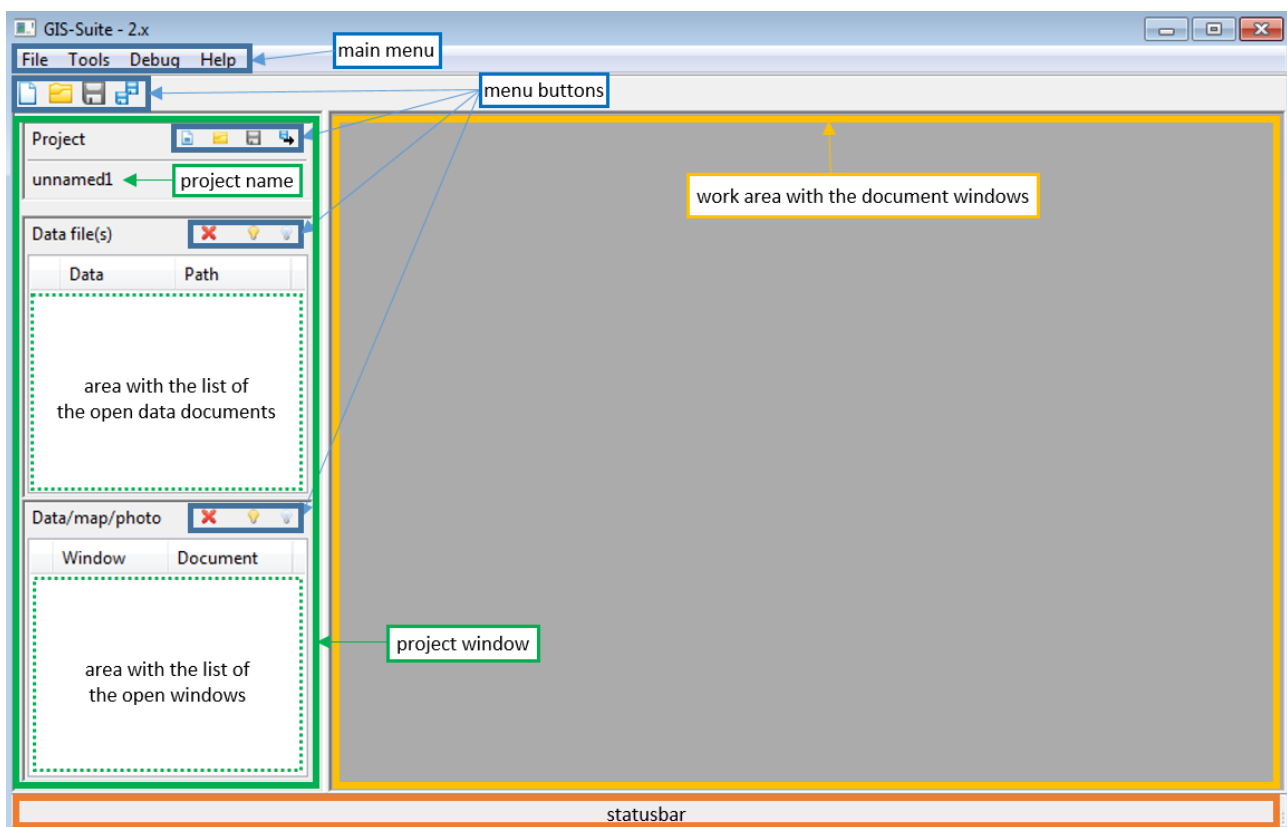 GIS-Suite - 2.x
File Tools Debug Help
main menu
menu buttons
Project
unnamed1
project name
work area with the document windows
Data file(s)
Data Path
area with the list of
the open data documents
Data/map/photo
Window Document
project window
area with the list of
the open windows
statusbar